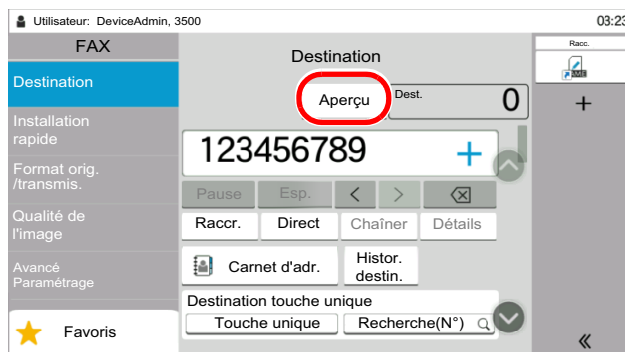 Utilisateur: DeviceAdmin, 3500
03:23
FAX
Destination
Installation
rapide
Format orig.
/transmis.
Qualité de
l'image
Avancé
Paramétrage
Favoris
Destination
Aperçu
Dest.
0
123456789
Pause
Esp.
Raccr.
Direct
Chaîner
Détails
Carnet d'adr.
Histor.
destin.
Destination touche unique
Touche unique
Recherche(N°)
Racc.